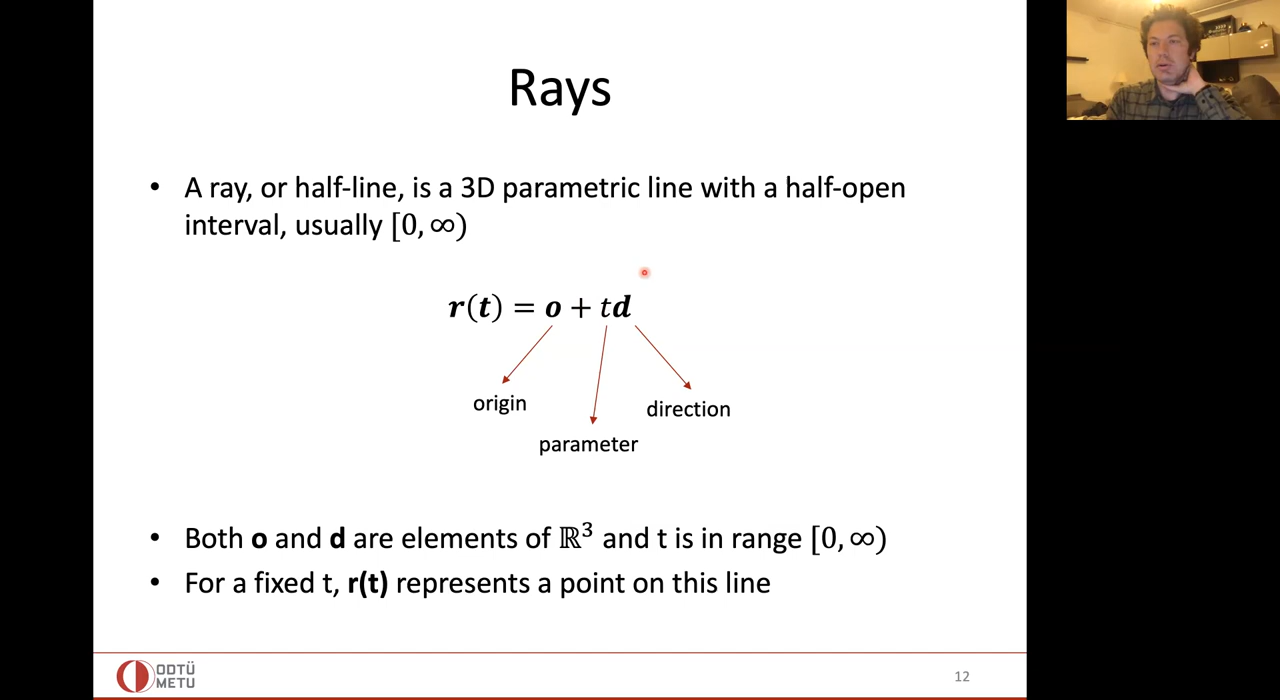 Rays
• A ray, or half-line, is a 3D parametric line with a half-open
interval, usually [0, ∞)
r(t) = o + td
origin
direction
parameter
• Both o and d are elements of ℝ³ and t is in range [0, ∞)
• For a fixed t, r(t) represents a point on this line
ODTÜ
METU
12